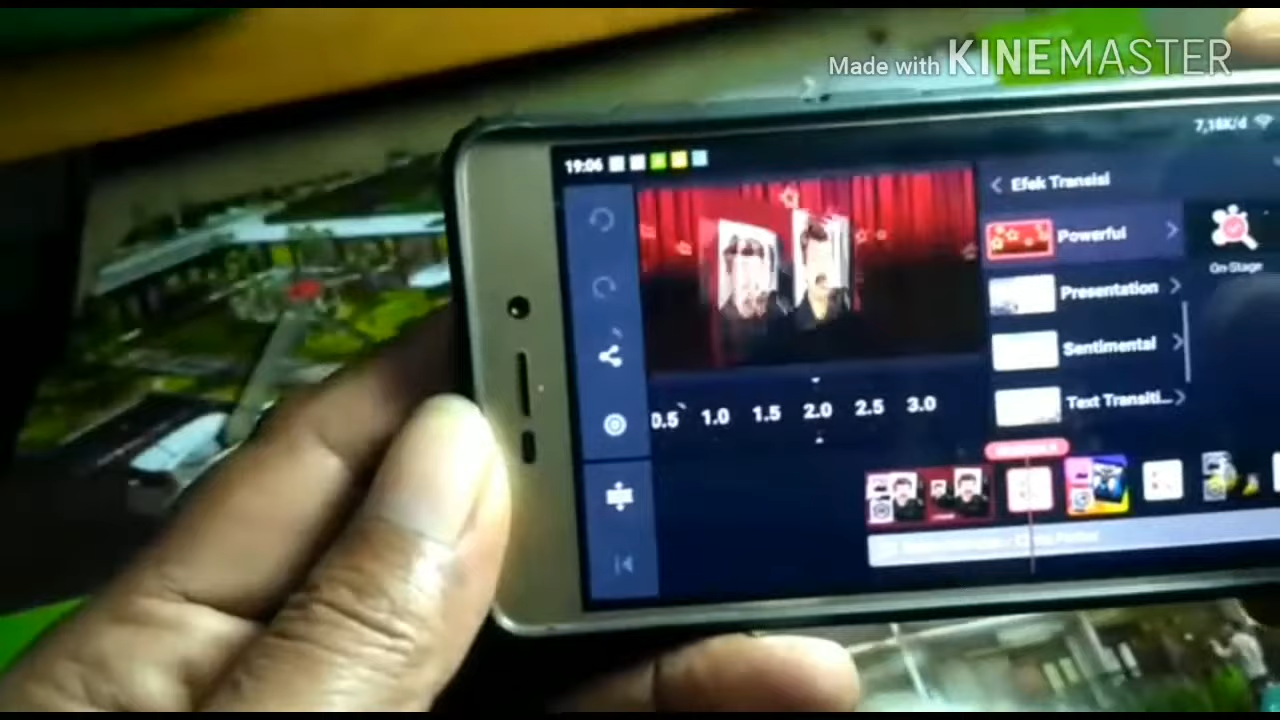 Made with KINEMASTER
19:06
7,18K/d
Efek Transisi
Powerful
On-Stage
Presentation
Sentimental
Text Transiti...
0.5 1.0 1.5 2.0 2.5 3.0